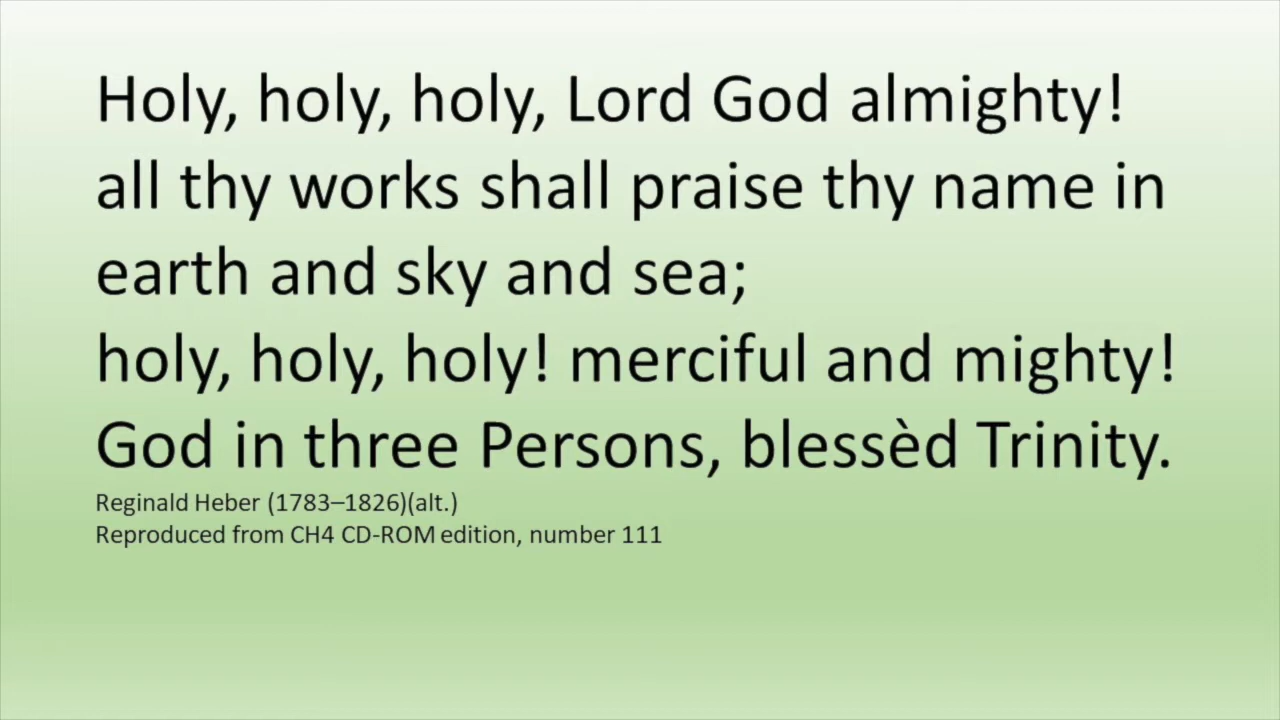 Holy, holy, holy, Lord God almighty!
all thy works shall praise thy name in
earth and sky and sea;
holy, holy, holy! merciful and mighty!
God in three Persons, blessèd Trinity.
Reginald Heber (1783–1826)(alt.)
Reproduced from CH4 CD-ROM edition, number 111